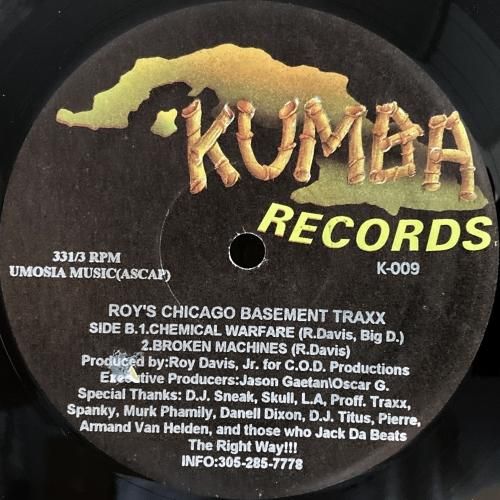 KUMBA
RECORDS
331/3 RPM
K-009
UMOSIA MUSIC(ASCAP)
ROY'S CHICAGO BASEMENT TRAXX
SIDE B.1.CHEMICAL WARFARE (R.Davis, Big D.)
2.BROKEN MACHINES (R.Davis)
Produced by:Roy Davis, Jr. for C.O.D. Productions
Executive Producers:Jason Gaetan\Oscar G.
Special Thanks: D.J. Sneak, Skull, L.A, Proff. Traxx,
Spanky, Murk Phamily, Danell Dixon, D.J. Titus, Pierre,
Armand Van Helden, and those who Jack Da Beats
The Right Way!!!
INFO:305-285-7778